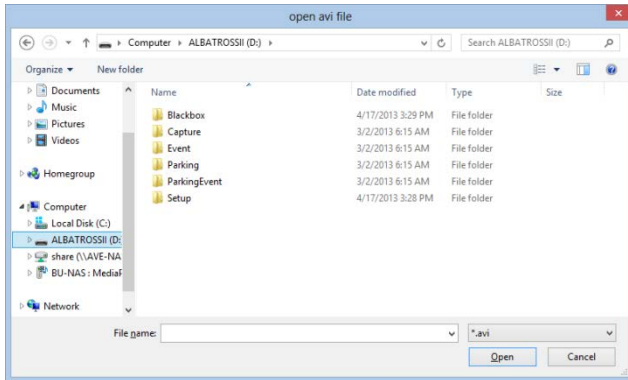 open avi file
Computer ▸ ALBATROSSII (D:) ▸
Search ALBATROSSII (D:)
Organize New folder
Name Date modified Type Size
Documents
Music
Pictures
Videos
Homegroup
Computer
Local Disk (C:)
ALBATROSSII (D:
share (\\AVE-NA
BU-NAS : MediaF
Network
Blackbox 4/17/2013 3:29 PM File folder
Capture 3/2/2013 6:15 AM File folder
Event 3/2/2013 6:15 AM File folder
Parking 3/2/2013 6:15 AM File folder
ParkingEvent 3/2/2013 6:15 AM File folder
Setup 4/17/2013 3:28 PM File folder
File name: *.avi
Open Cancel